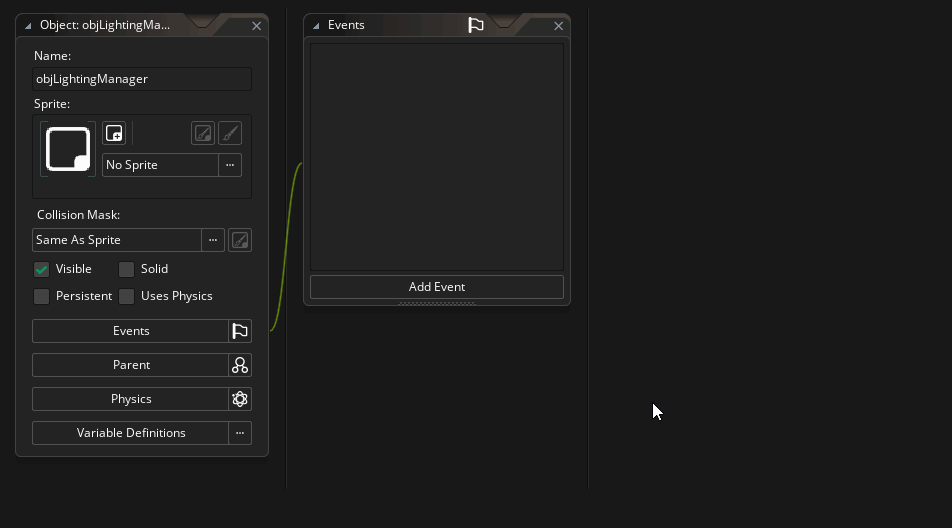 Object: objLightingMa...
Name:
objLightingManager
Sprite:
No Sprite
...
Collision Mask:
Same As Sprite
...
Visible
Solid
Persistent
Uses Physics
Events
Parent
Physics
Variable Definitions
...
Events
Add Event